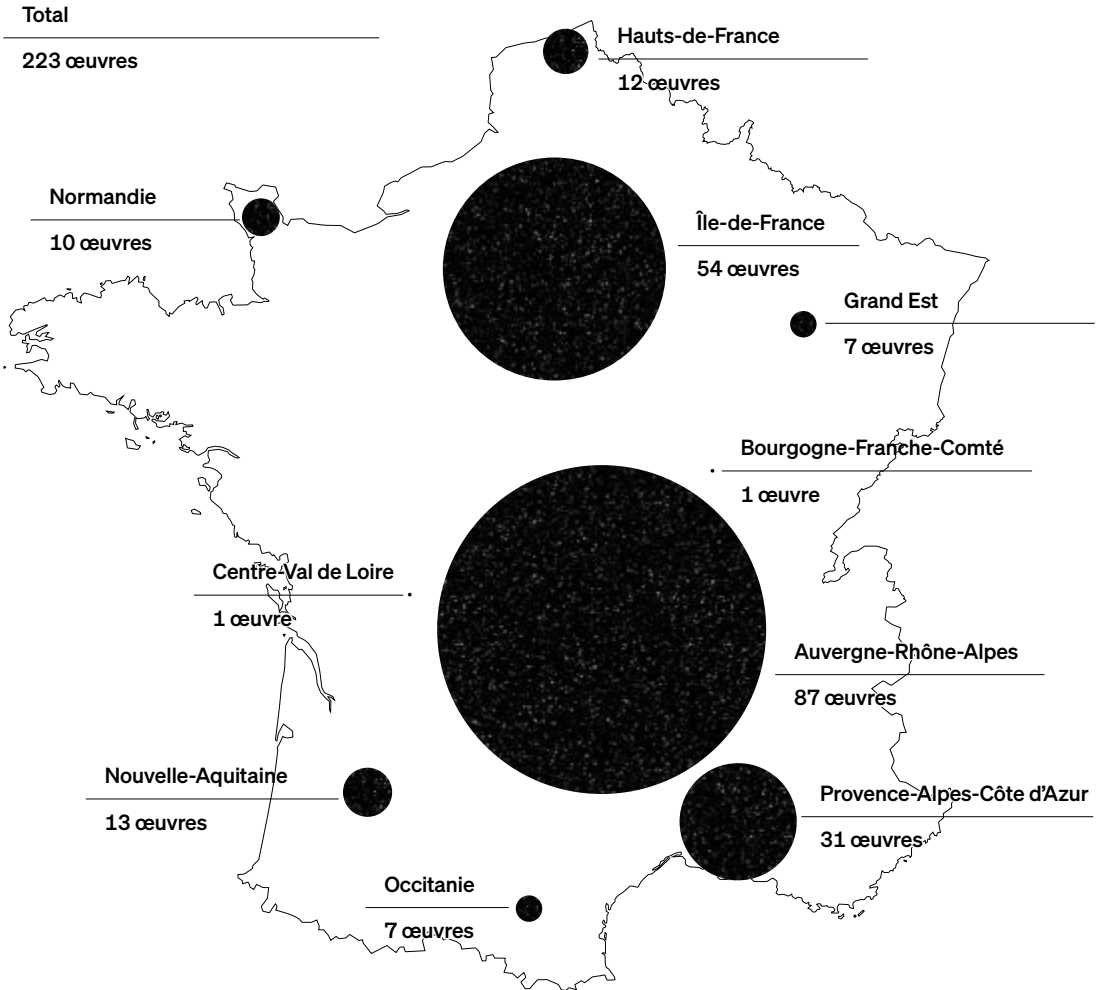 Total
223 œuvres
Hauts-de-France
12 œuvres
Normandie
10 œuvres
Île-de-France
54 œuvres
Grand Est
7 œuvres
Bourgogne-Franche-Comté
1 œuvre
Centre-Val de Loire
1 œuvre
Auvergne-Rhône-Alpes
87 œuvres
Nouvelle-Aquitaine
13 œuvres
Provence-Alpes-Côte d’Azur
31 œuvres
Occitanie
7 œuvres